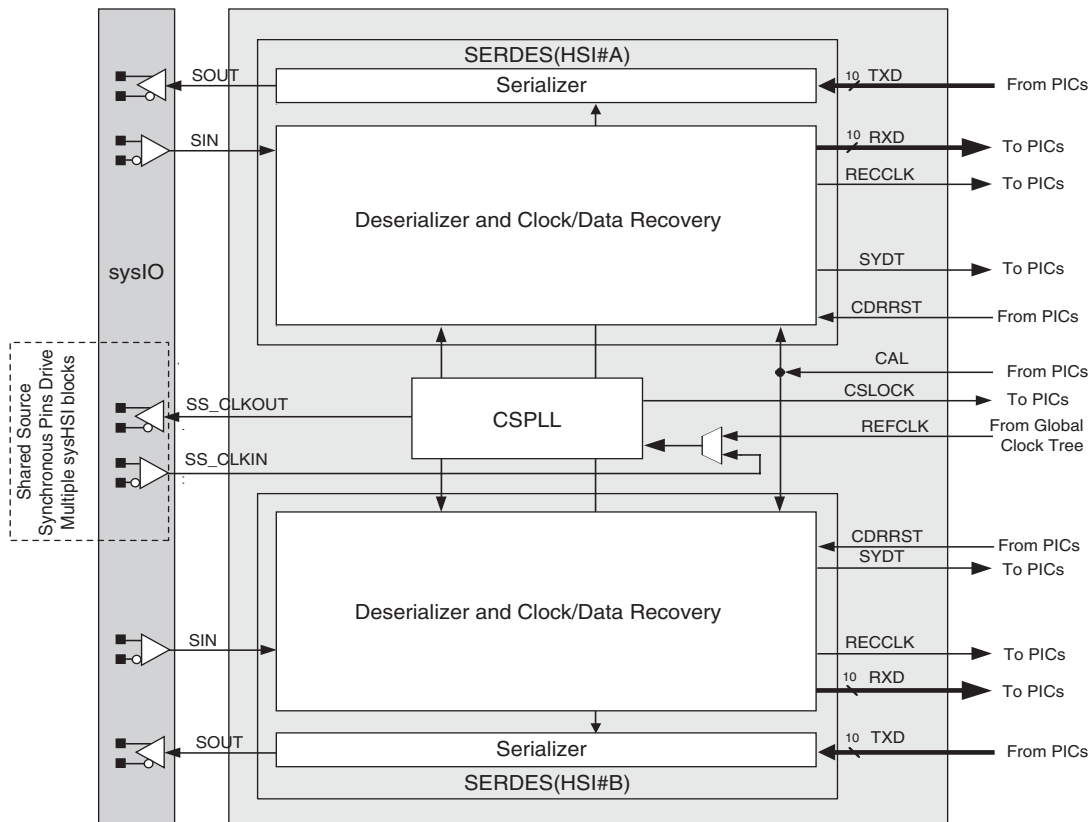 SERDES(HSI#A)
SOUT
Serializer
10 TXD
From PICs
SIN
10 RXD
To PICs
RECCLK
To PICs
Deserializer and Clock/Data Recovery
sysIO
SYDT
To PICs
CDRRST
From PICs
CAL
From PICs
Shared Source
Synchronous Pins Drive
Multiple sysHSI blocks
SS_CLKOUT
CSPLL
CSLOCK
To PICs
REFCLK
From Global
Clock Tree
SS_CLKIN
CDRRST
From PICs
SYDT
To PICs
Deserializer and Clock/Data Recovery
SIN
RECCLK
To PICs
10 RXD
To PICs
SOUT
Serializer
10 TXD
From PICs
SERDES(HSI#B)